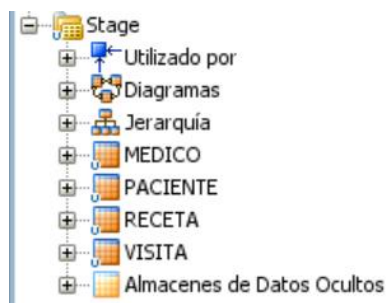 Stage
Utilizado por
Diagramas
Jerarquía
MEDICO
PACIENTE
RECETA
VISITA
Almacenes de Datos Ocultos